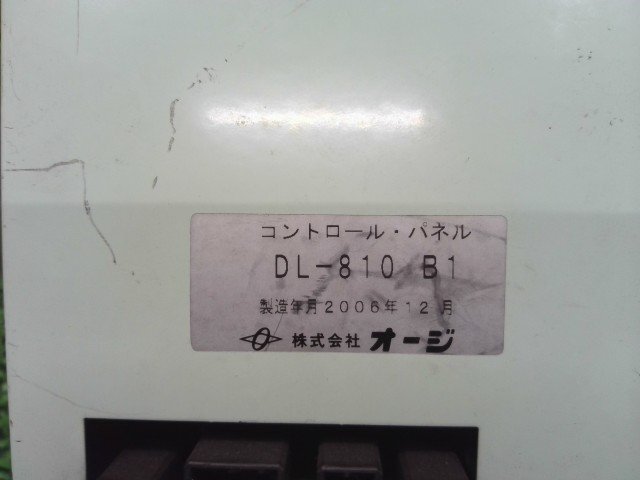 コントロール・パネル
DL-810 B1
製造年月2006年12月
株式会社 オージ